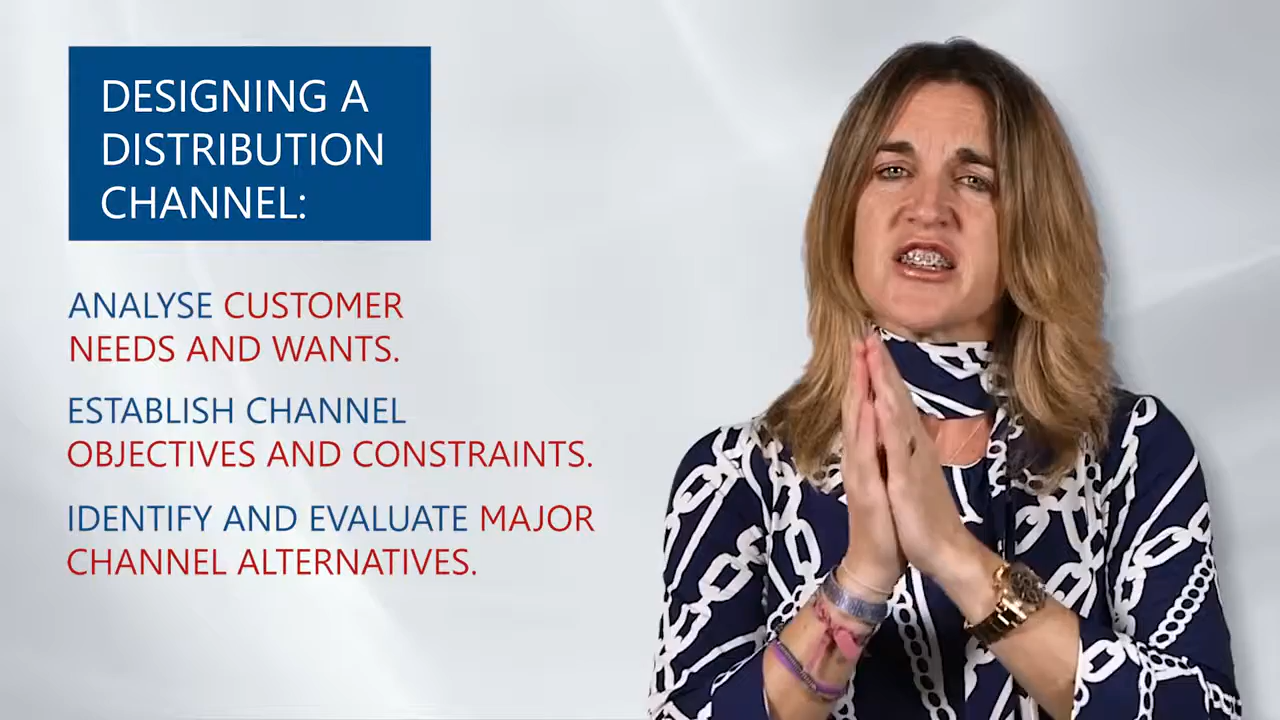 DESIGNING A
DISTRIBUTION
CHANNEL:
ANALYSE CUSTOMER
NEEDS AND WANTS.
ESTABLISH CHANNEL
OBJECTIVES AND CONSTRAINTS.
IDENTIFY AND EVALUATE MAJOR
CHANNEL ALTERNATIVES.